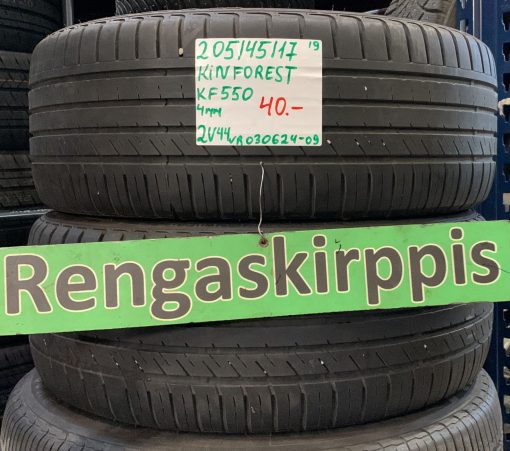 205/45/17 19
KINFOREST
KF550
4mm 40.-
2V44 VR030624-09
Rengaskirppis